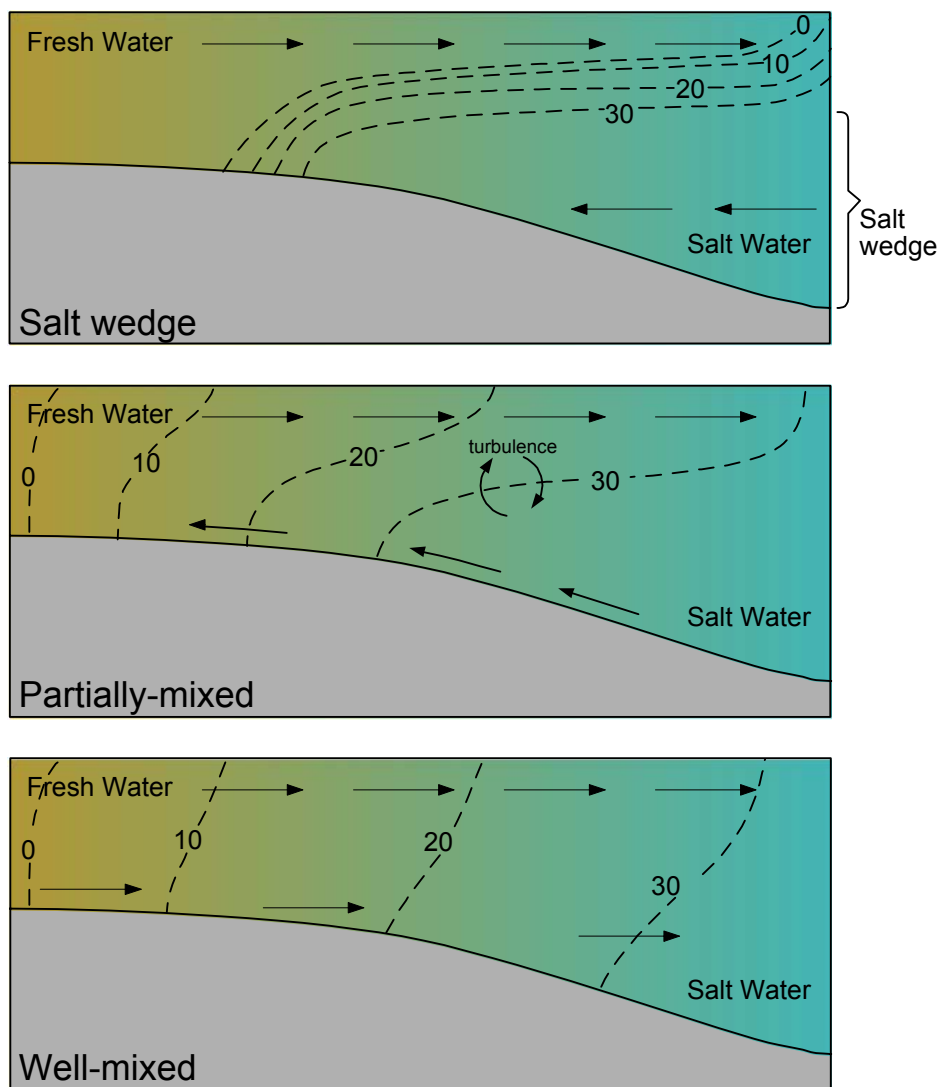 Fresh Water
0
10
20
30
Salt Water
Salt
wedge
Salt wedge
Fresh Water
turbulence
0
10
20
30
Salt Water
Partially-mixed
Fresh Water
0
10
20
30
Salt Water
Well-mixed